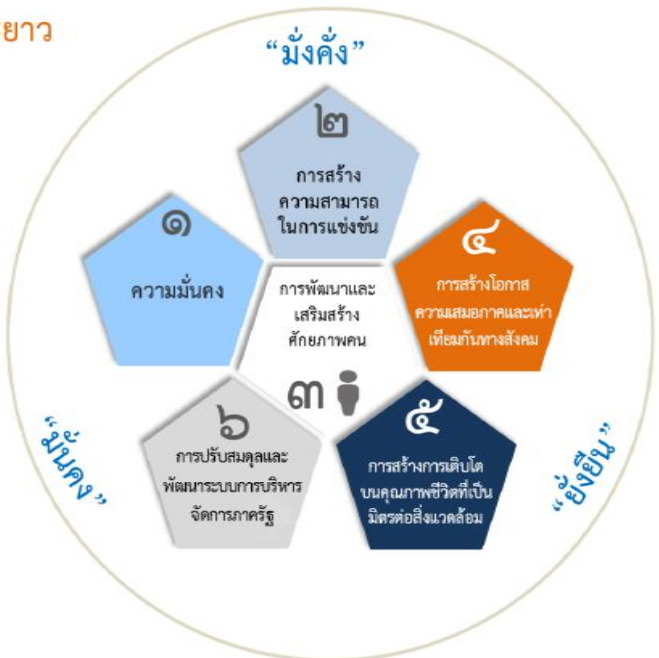 ยาว
“มั่งคั่ง”
๒
การสร้าง
ความสามารถ
ในการแข่งขัน
๑
ความมั่นคง
๔
การสร้างโอกาส
ความเสมอภาคและเท่า
เทียมกันทางสังคม
การพัฒนาและ
เสริมสร้าง
ศักยภาพคน
๓
๖
การปรับสมดุลและ
พัฒนาระบบการบริหาร
จัดการภาครัฐ
๕
การสร้างการเติบโต
บนคุณภาพชีวิตที่เป็น
มิตรต่อสิ่งแวดล้อม
“มั่นคง”
“ยั่งยืน”